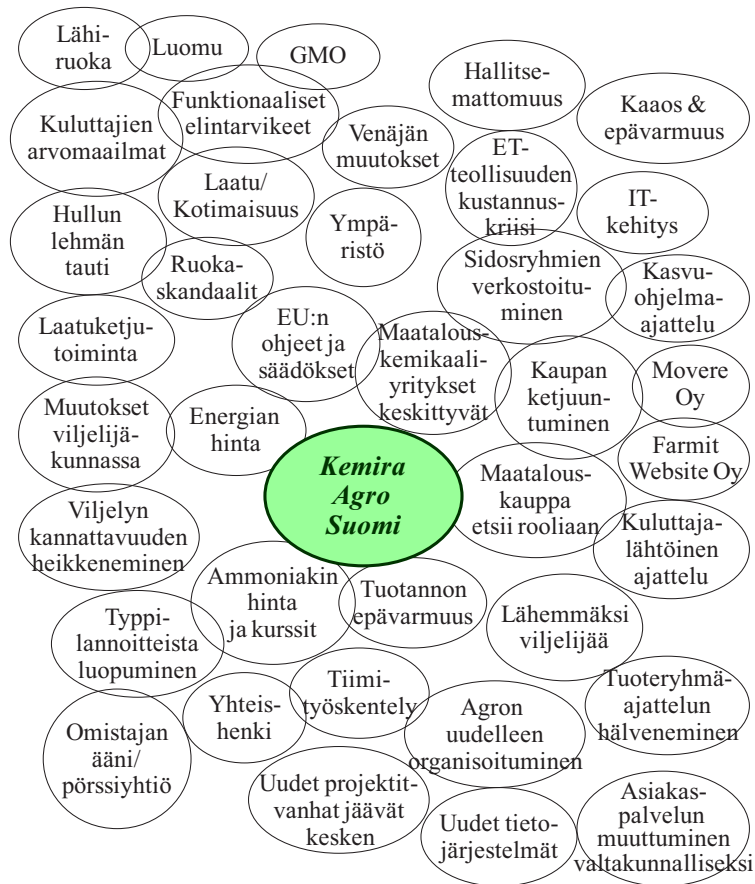 Lähi-
ruoka
Luomu
GMO
Hallitse-
mattomuus
Kaaos &
epävarmuus
Kuluttajien
arvomaailmat
Funktionaaliset
elintarvikeet
Venäjän
muutokset
ET-
teollisuuden
kustannus-
kriisi
IT-
kehitys
Hullun
lehmän
tauti
Laatu/
Kotimaisuus
Ympä-
ristö
Ruoka-
skandaalit
Sidosryhmien
verkostoitu-
minen
Kasvu-
ohjelma-
ajattelu
Laatuketju-
toiminta
EU:n
ohjeet ja
säädökset
Maatalous-
kemikaali-
yritykset
keskittyvät
Kaupan
ketjuun-
tuminen
Movere
Oy
Muutokset
viljelijä-
kunnassa
Energian
hinta
Farmit
Website Oy
Kemira
Agro
Suomi
Maatalous-
kauppa
etsii rooliaan
Viljelyn
kannattavuuden
heikkeneminen
Kuluttaja-
lähtöinen
ajattelu
Ammoniakin
hinta
ja kurssit
Tuotannon
epävarmuus
Lähemmäksi
viljelijää
Typpi-
lannoitteista
luopuminen
Tiimi-
työskentely
Tuoteryhmä-
ajattelun
hälveneminen
Omistajan
ääni/
pörssiyhtiö
Yhteis-
henki
Agron
uudelleen
organisoituminen
Uudet projektit-
vanhat jäävät
kesken
Uudet tieto-
järjestelmät
Asiakas-
palvelun
muuttuminen
valtakunnalliseksi